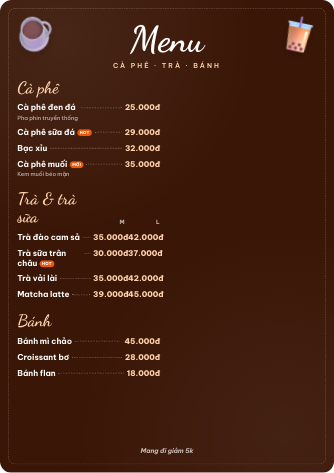 Menu
CÀ PHÊ · TRÀ · BÁNH
Cà phê
Cà phê đen đá 25.000đ
Pha phin truyền thống
Cà phê sữa đá HOT 29.000đ
Bạc xỉu 32.000đ
Cà phê muối MỚI 35.000đ
Kem muối béo mặn
Trà & trà
sữa M L
Trà đào cam sả 35.000đ42.000đ
Trà sữa trân 30.000đ37.000đ
châu HOT
Trà vải lài 35.000đ42.000đ
Matcha latte 39.000đ45.000đ
Bánh
Bánh mì chảo 45.000đ
Croissant bơ 28.000đ
Bánh flan 18.000đ
Mang đi giảm 5k